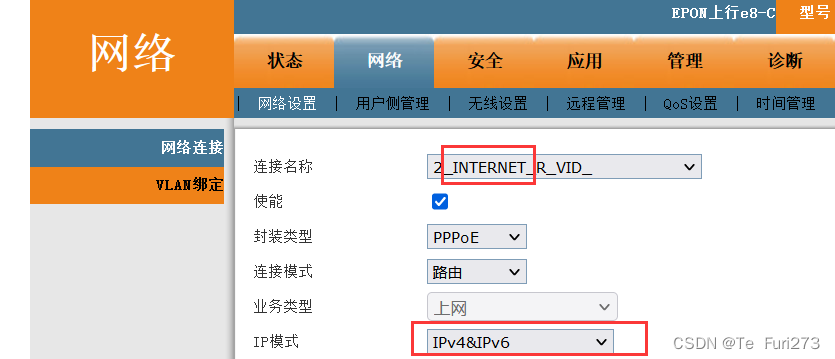 EPON上行e8-C 型号
网络
状态 网络 安全 应用 管理 诊断
网络设置 用户侧管理 无线设置 远程管理 QoS设置 时间管理
网络连接
VLAN绑定
连接名称 2_INTERNET_R_VID_
使能
封装类型 PPPoE
连接模式 路由
业务类型 上网
IP模式 IPv4&IPv6
CSDN @Te_Furi273